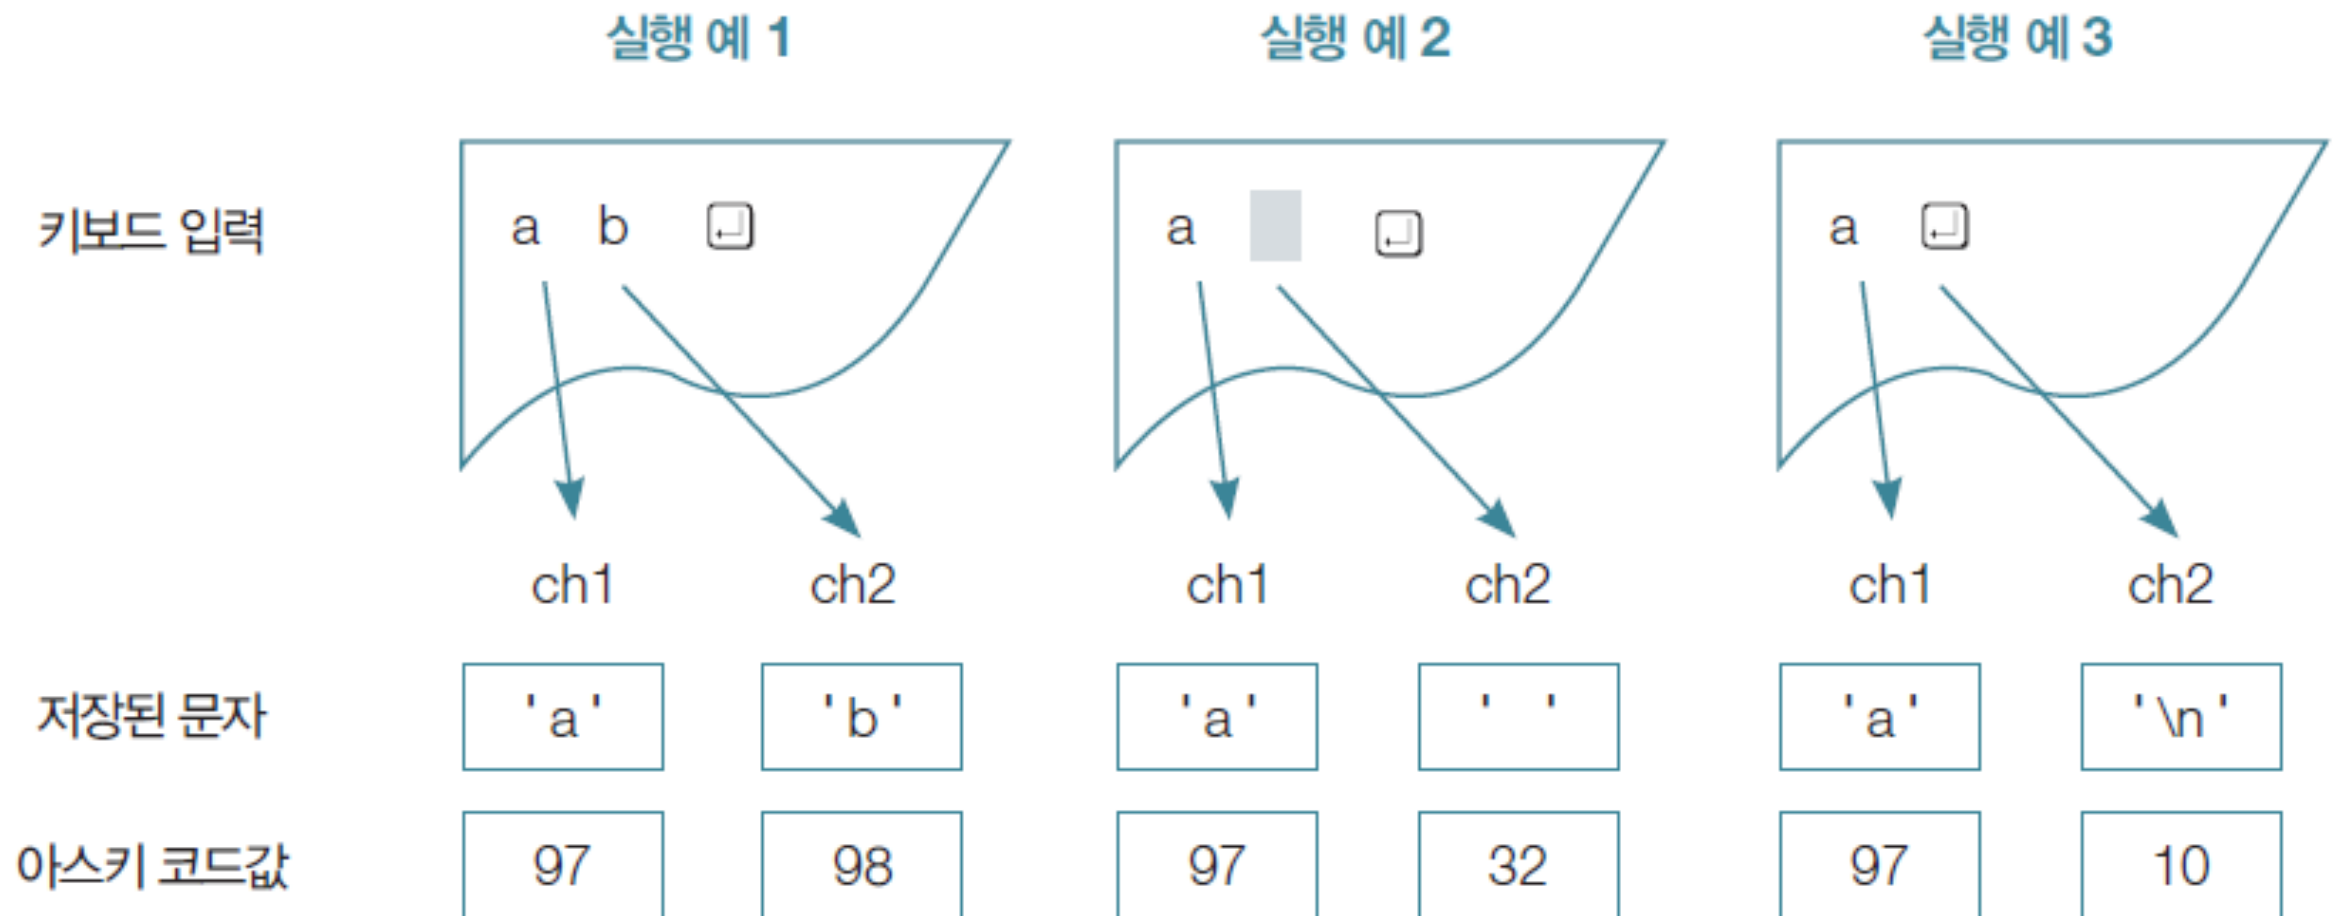 실행 예 1 실행 예 2 실행 예 3
키보드 입력 a b a a
ch1 ch2 ch1 ch2 ch1 ch2
저장된 문자 'a' 'b' 'a' ' ' 'a' '\n'
아스키 코드값 97 98 97 32 97 10